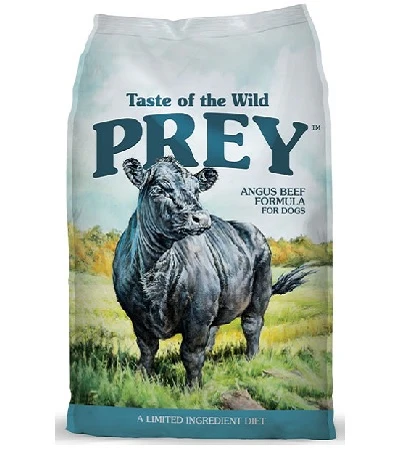 Taste of the Wild
PREY™
ANGUS BEEF
FORMULA
FOR DOGS
A LIMITED INGREDIENT DIET